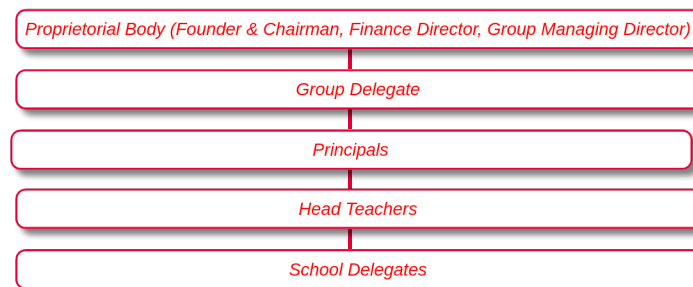 Proprietorial Body (Founder & Chairman, Finance Director, Group Managing Director)
Group Delegate
Principals
Head Teachers
School Delegates